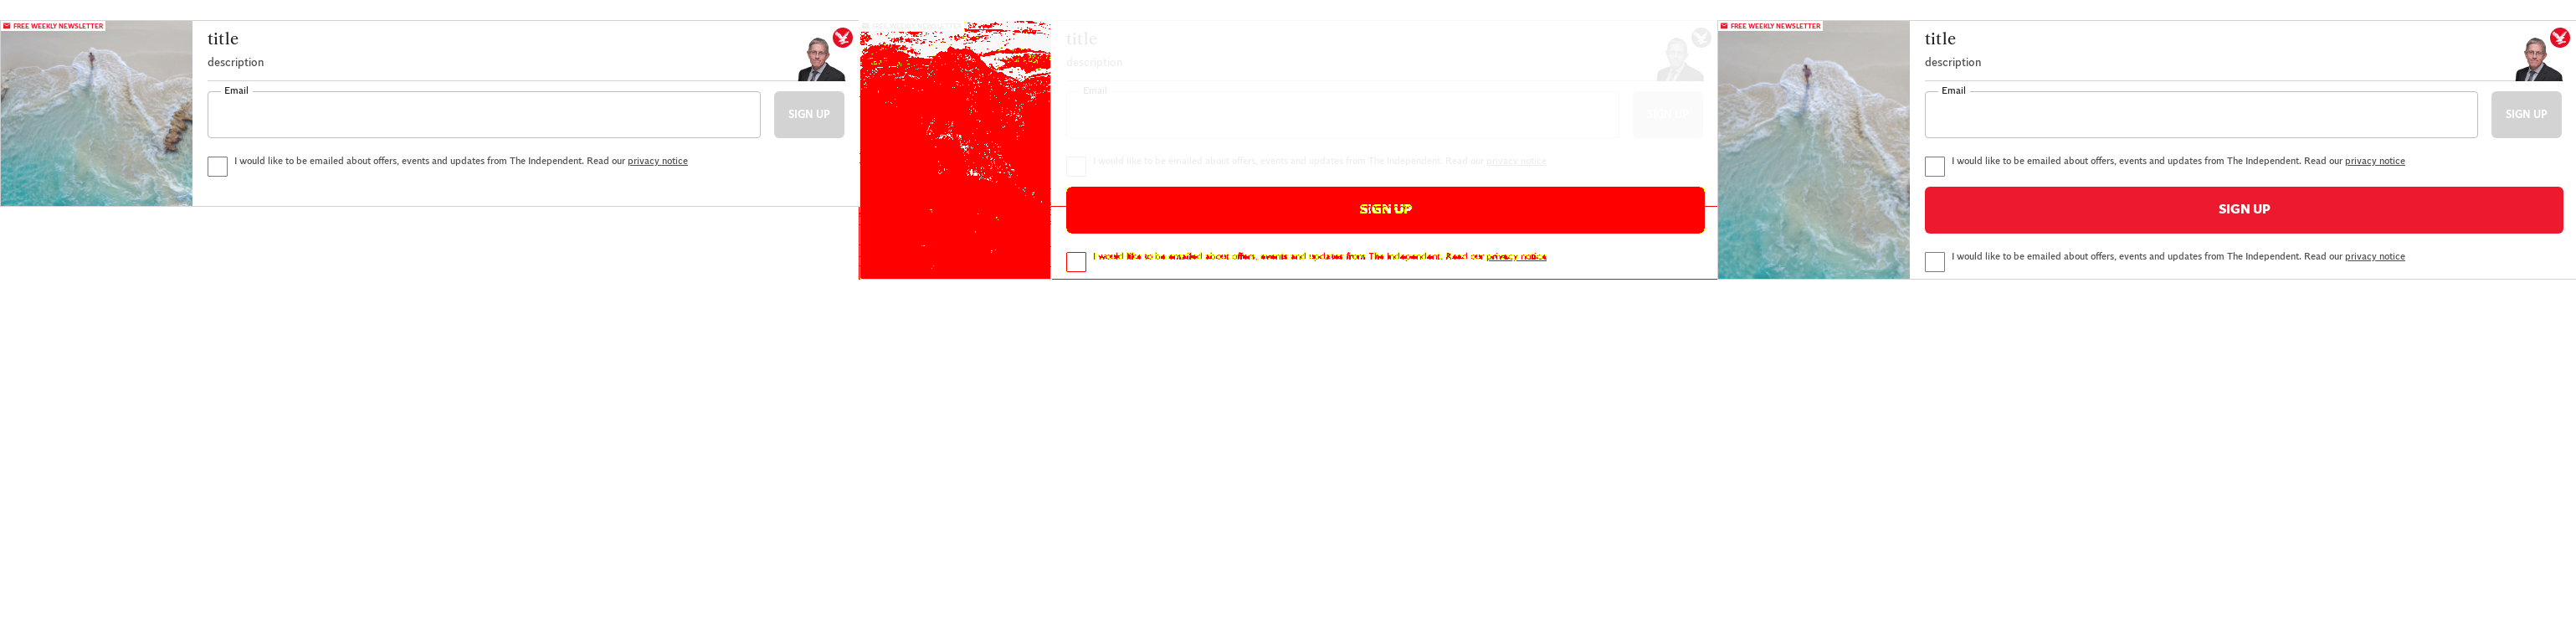 FREE WEEKLY NEWSLETTER
title
description
Email
SIGN UP
I would like to be emailed about offers, events and updates from The Independent. Read our privacy notice
FREE WEEKLY NEWSLETTER
title
description
Email
SIGN UP
I would like to be emailed about offers, events and updates from The Independent. Read our privacy notice
SIGN UP
I would like to be emailed about offers, events and updates from The Independent. Read our privacy notice
FREE WEEKLY NEWSLETTER
title
description
Email
SIGN UP
I would like to be emailed about offers, events and updates from The Independent. Read our privacy notice
SIGN UP
I would like to be emailed about offers, events and updates from The Independent. Read our privacy notice